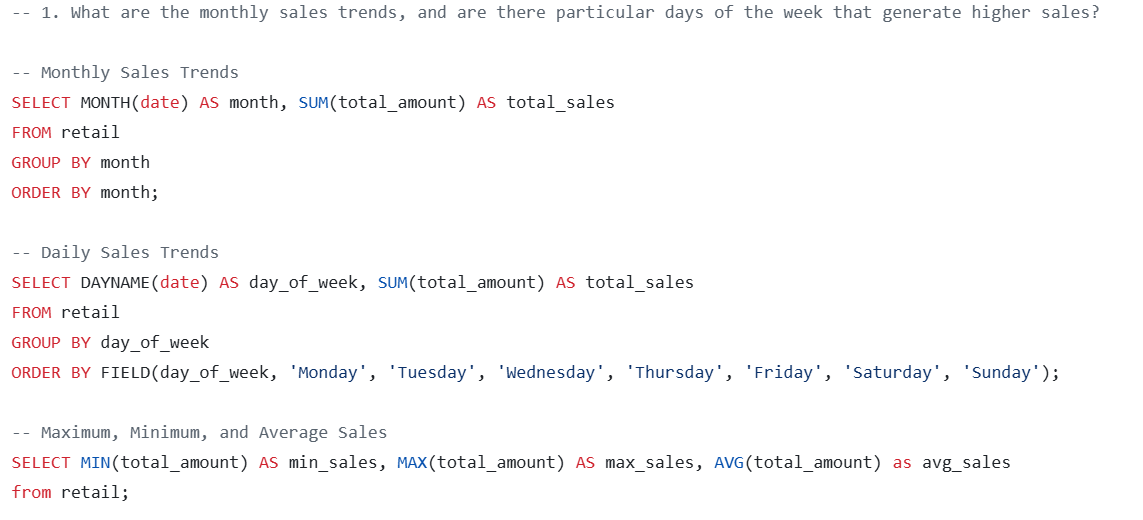 -- 1. What are the monthly sales trends, and are there particular days of the week that generate higher sales?
-- Monthly Sales Trends
SELECT MONTH(date) AS month, SUM(total_amount) AS total_sales
FROM retail
GROUP BY month
ORDER BY month;
-- Daily Sales Trends
SELECT DAYNAME(date) AS day_of_week, SUM(total_amount) AS total_sales
FROM retail
GROUP BY day_of_week
ORDER BY FIELD(day_of_week, 'Monday', 'Tuesday', 'Wednesday', 'Thursday', 'Friday', 'Saturday', 'Sunday');
-- Maximum, Minimum, and Average Sales
SELECT MIN(total_amount) AS min_sales, MAX(total_amount) AS max_sales, AVG(total_amount) as avg_sales
from retail;